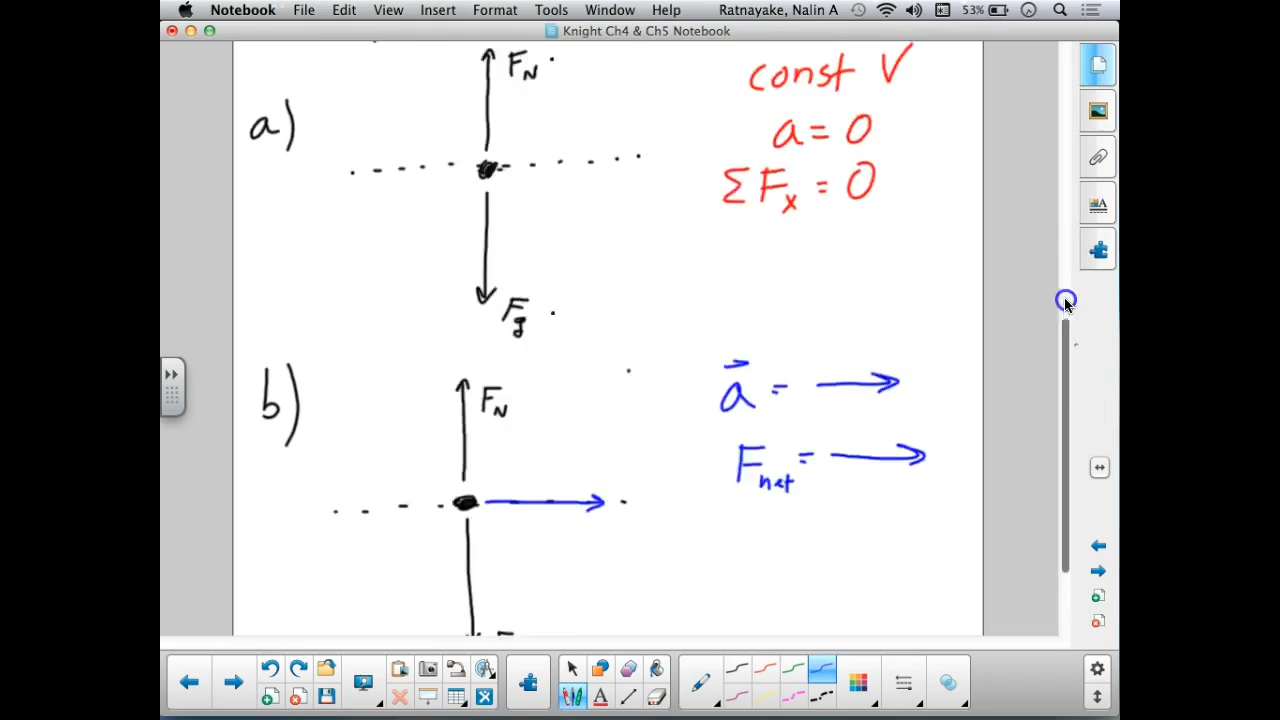 Notebook File Edit View Insert Format Tools Window Help Ratnayake, Nalin A 53%
Knight Ch4 & Ch5 Notebook
F_N
const V
a)
a = 0
ΣF_x = 0
F_g
b)
F_N
a⃗ = →
F_net = →
A
A